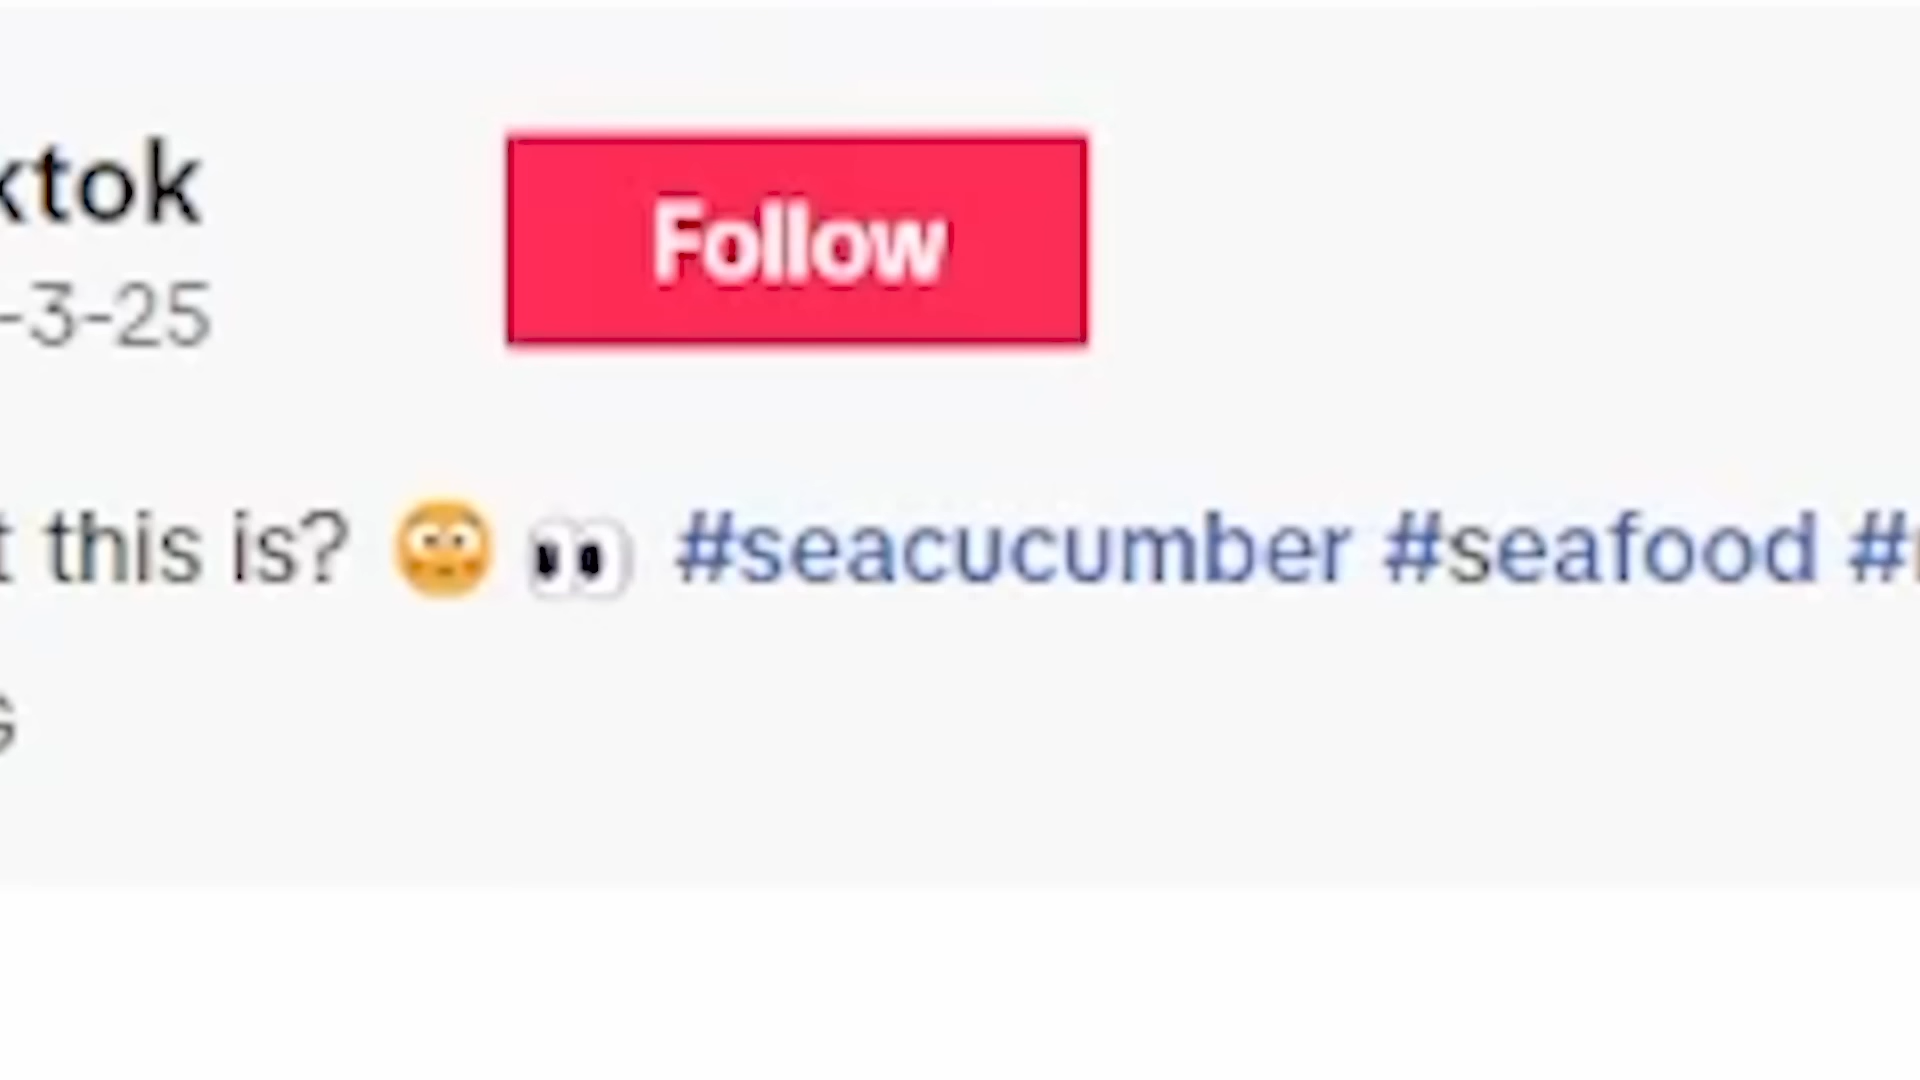 ktok
Follow
-3-25
t this is? 😳 👀 #seacucumber #seafood #
G